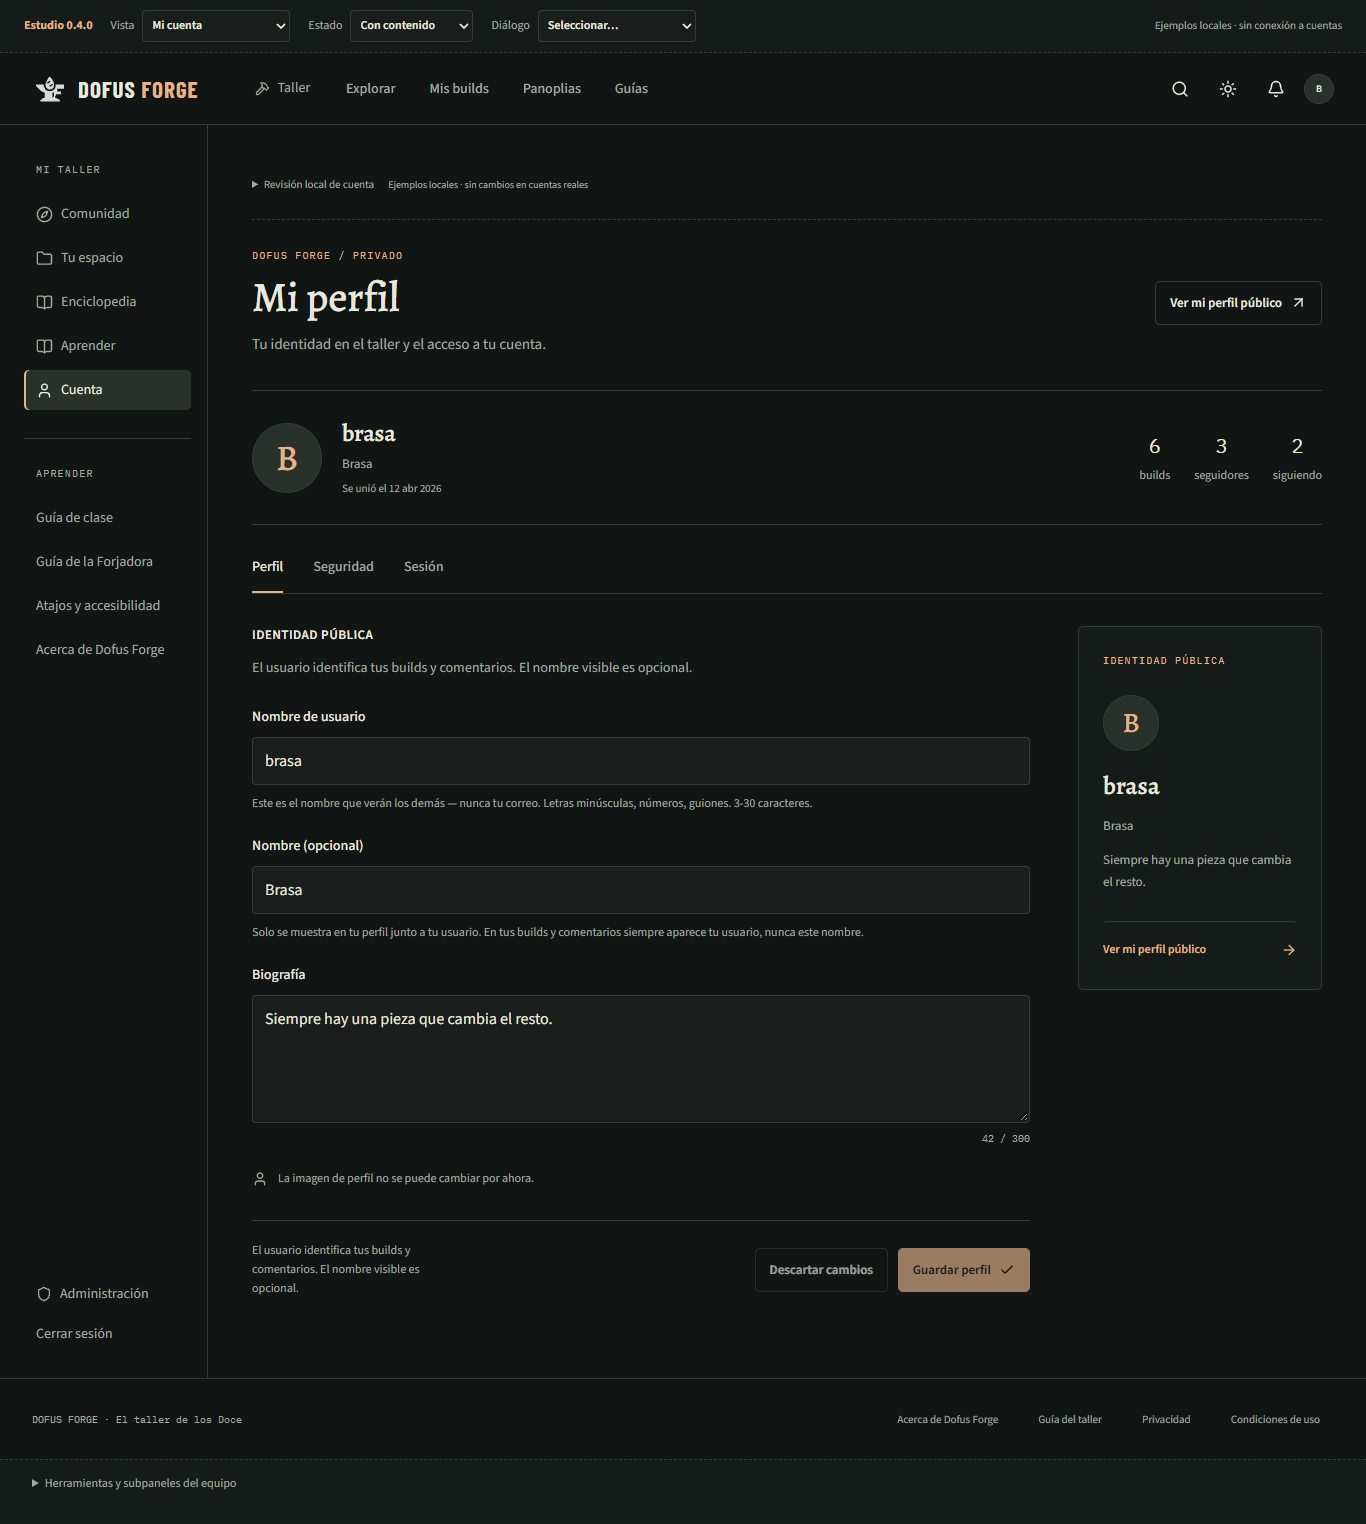 Estudio 0.4.0 Vista Mi cuenta Estado Con contenido Diálogo Seleccionar... Ejemplos locales · sin conexión a cuentas
DOFUS FORGE Taller Explorar Mis builds Panoplias Guías B
MI TALLER
Comunidad
Tu espacio
Enciclopedia
Aprender
Cuenta
APRENDER
Guía de clase
Guía de la Forjadora
Atajos y accesibilidad
Acerca de Dofus Forge
Administración
Cerrar sesión
Revisión local de cuenta Ejemplos locales · sin cambios en cuentas reales
DOFUS FORGE / PRIVADO
Mi perfil
Tu identidad en el taller y el acceso a tu cuenta.
Ver mi perfil público
B
brasa
Brasa
Se unió el 12 abr 2026
6 3 2
builds seguidores siguiendo
Perfil Seguridad Sesión
IDENTIDAD PÚBLICA
El usuario identifica tus builds y comentarios. El nombre visible es opcional.
Nombre de usuario
brasa
Este es el nombre que verán los demás — nunca tu correo. Letras minúsculas, números, guiones. 3-30 caracteres.
Nombre (opcional)
Brasa
Solo se muestra en tu perfil junto a tu usuario. En tus builds y comentarios siempre aparece tu usuario, nunca este nombre.
Biografía
Siempre hay una pieza que cambia el resto.
42 / 300
La imagen de perfil no se puede cambiar por ahora.
El usuario identifica tus builds y
comentarios. El nombre visible es
opcional.
Descartar cambios Guardar perfil
IDENTIDAD PÚBLICA
B
brasa
Brasa
Siempre hay una pieza que cambia
el resto.
Ver mi perfil público
DOFUS FORGE · El taller de los Doce Acerca de Dofus Forge Guía del taller Privacidad Condiciones de uso
Herramientas y subpaneles del equipo